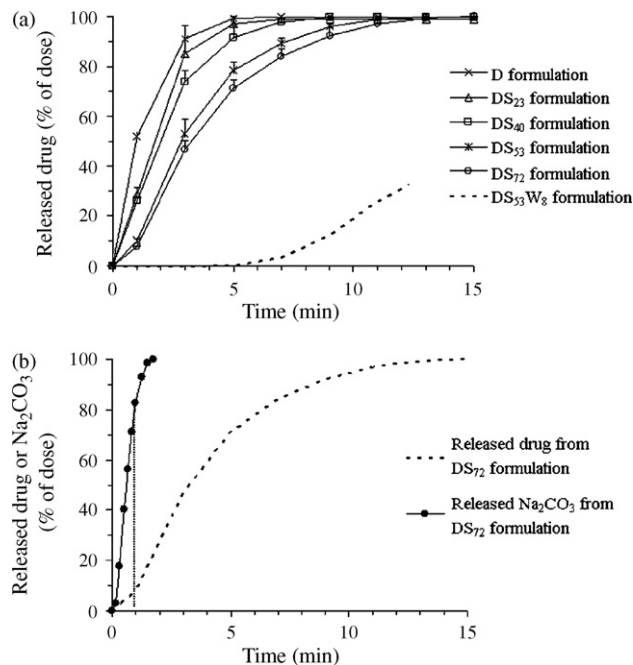 (a)
Released drug (% of dose)
100
80
60
40
20
0
0 5 10 15
Time (min)
D formulation
DS₂₃ formulation
DS₄₀ formulation
DS₅₃ formulation
DS₇₂ formulation
DS₅₃W₈ formulation
(b)
Released drug or Na₂CO₃
(% of dose)
100
80
60
40
20
0
0 5 10 15
Time (min)
Released drug from
DS₇₂ formulation
Released Na₂CO₃ from
DS₇₂ formulation